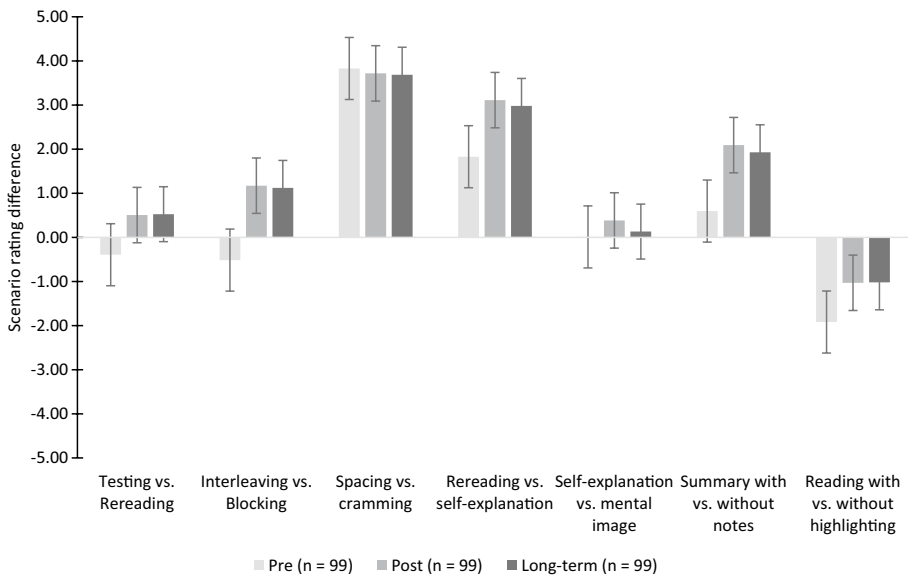 5.00
4.00
3.00
2.00
1.00
0.00
-1.00
-2.00
-3.00
-4.00
-5.00
Scenario rating difference
Testing vs.
Rereading
Interleaving vs.
Blocking
Spacing vs.
cramming
Rereading vs.
self-explanation
Self-explanation
vs. mental
image
Summary with
vs. without
notes
Reading with
vs. without
highlighting
Pre (n = 99) Post (n = 99) Long-term (n = 99)